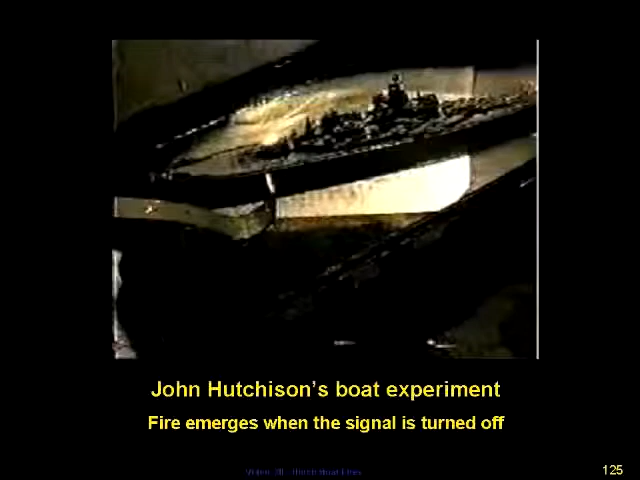 John Hutchison's boat experiment
Fire emerges when the signal is turned off
125